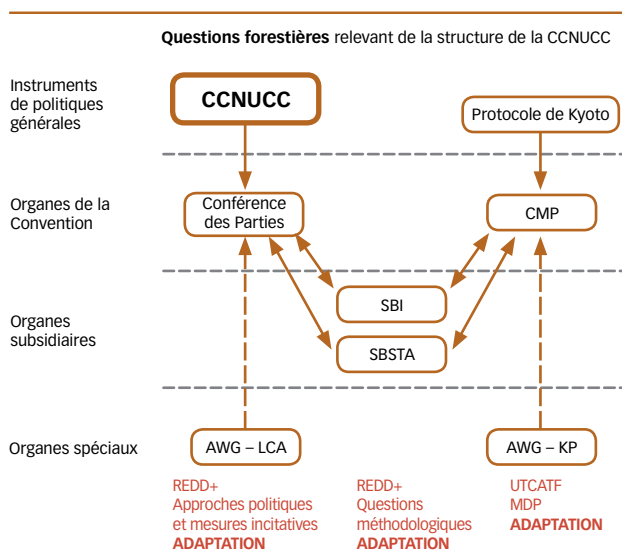 Questions forestières relevant de la structure de la CCNUCC
Instruments
de politiques
générales
CCNUCC
Protocole de Kyoto
Organes de la
Convention
Conférence
des Parties
CMP
Organes
subsidiaires
SBI
SBSTA
Organes spéciaux
AWG – LCA
AWG – KP
REDD+
Approches politiques
et mesures incitatives
ADAPTATION
REDD+
Questions
méthodologiques
ADAPTATION
UTCATF
MDP
ADAPTATION